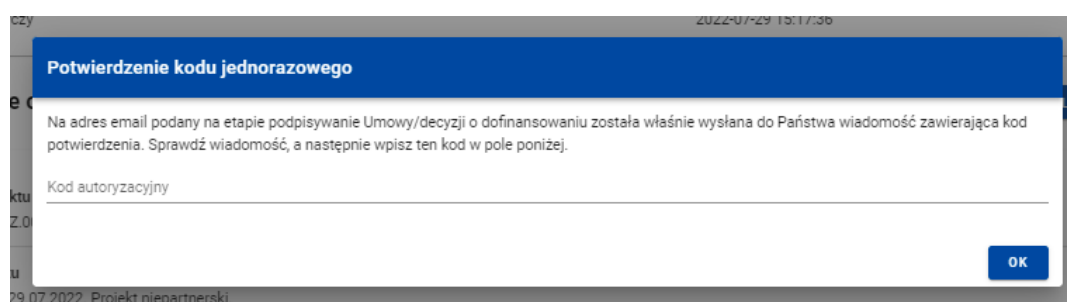 czy 2022-07-29 15:17:36
Potwierdzenie kodu jednorazowego
e
Na adres email podany na etapie podpisywanie Umowy/decyzji o dofinansowaniu została właśnie wysłana do Państwa wiadomość zawierająca kod
potwierdzenia. Sprawdź wiadomość, a następnie wpisz ten kod w pole poniżej.
Kod autoryzacyjny
ktu
Z.0
OK
u
29.07.2022. Projekt niepartnerski